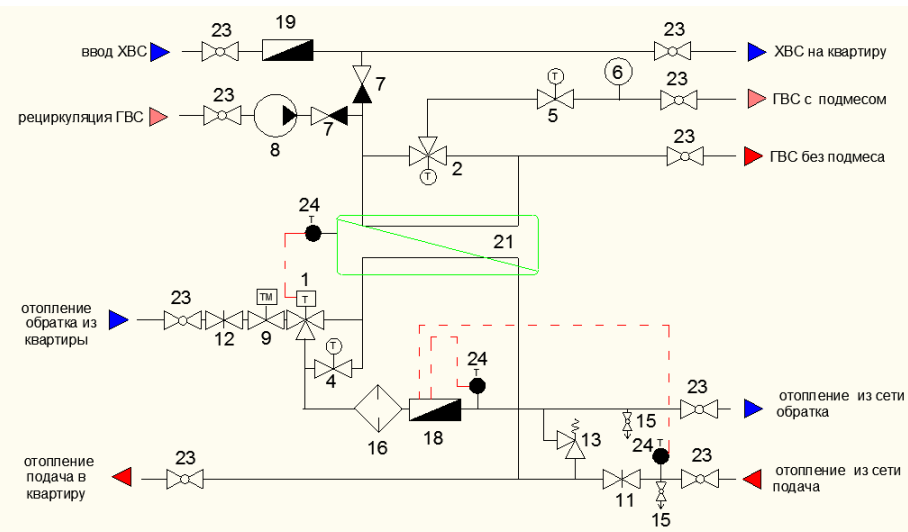 23 19 23
ввод ХВС ХВС на квартиру
7 T 6 23
рециркуляция ГВС 23 ГВС с подмесом
7 5
8 23
2 ГВС без подмеса
T
24
T 21
1
TM T
отопление
обратка из
квартиры
23
12 9
T
4
24
T
23
отопление из сети
обратка
16 18 13 15
24 T 23
отопление
подача в
квартиру
23
отопление из сети
подача
11
15